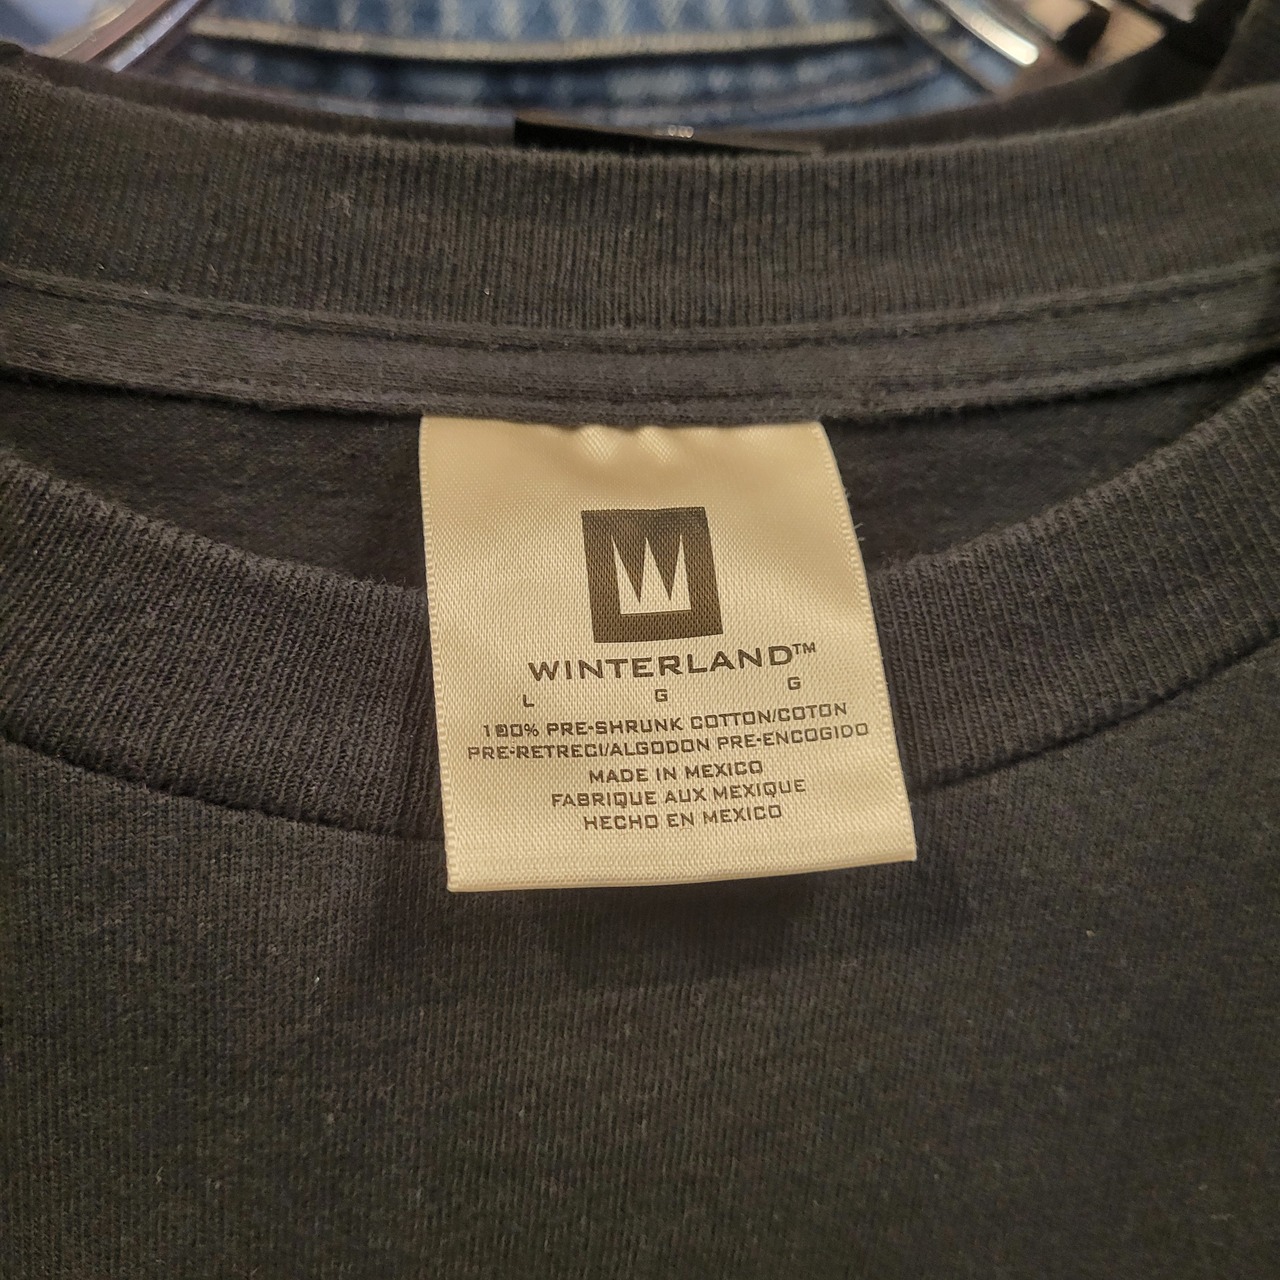 W
WINTERLAND™
L G G
100% PRE-SHRUNK COTTON/COTON
PRE-RETRECI/ALGODON PRE-ENCOGIDO
MADE IN MEXICO
FABRIQUE AUX MEXIQUE
HECHO EN MEXICO